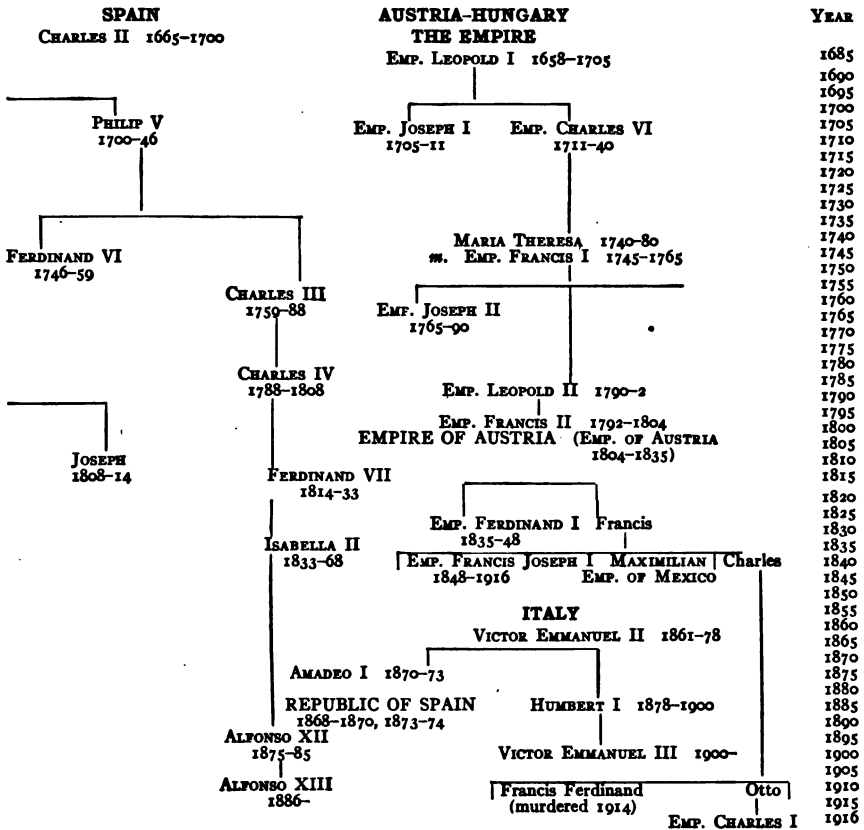 SPAIN
CHARLES II 1665–1700
PHILIP V
1700–46
FERDINAND VI
1746–59
CHARLES III
1759–88
CHARLES IV
1788–1808
JOSEPH
1808–14
FERDINAND VII
1814–33
ISABELLA II
1833–68
AMADEO I 1870–73
REPUBLIC OF SPAIN
1868–1870, 1873–74
ALFONSO XII
1875–85
ALFONSO XIII
1886–
AUSTRIA-HUNGARY
THE EMPIRE
EMP. LEOPOLD I 1658–1705
EMP. JOSEPH I
1705–11
EMP. CHARLES VI
1711–40
MARIA THERESA 1740–80
m. EMP. FRANCIS I 1745–1765
EMP. JOSEPH II
1765–90
EMP. LEOPOLD II 1790–2
EMP. FRANCIS II 1792–1804
EMPIRE OF AUSTRIA (EMP. OF AUSTRIA
1804–1835)
EMP. FERDINAND I
1835–48
Francis
EMP. FRANCIS JOSEPH I
1848–1916
MAXIMILIAN
EMP. OF MEXICO
Charles
ITALY
VICTOR EMMANUEL II 1861–78
HUMBERT I 1878–1900
VICTOR EMMANUEL III 1900–
Francis Ferdinand
(murdered 1914)
Otto
EMP. CHARLES I
YEAR
1685
1690
1695
1700
1705
1710
1715
1720
1725
1730
1735
1740
1745
1750
1755
1760
1765
1770
1775
1780
1785
1790
1795
1800
1805
1810
1815
1820
1825
1830
1835
1840
1845
1850
1855
1860
1865
1870
1875
1880
1885
1890
1895
1900
1905
1910
1915
1916